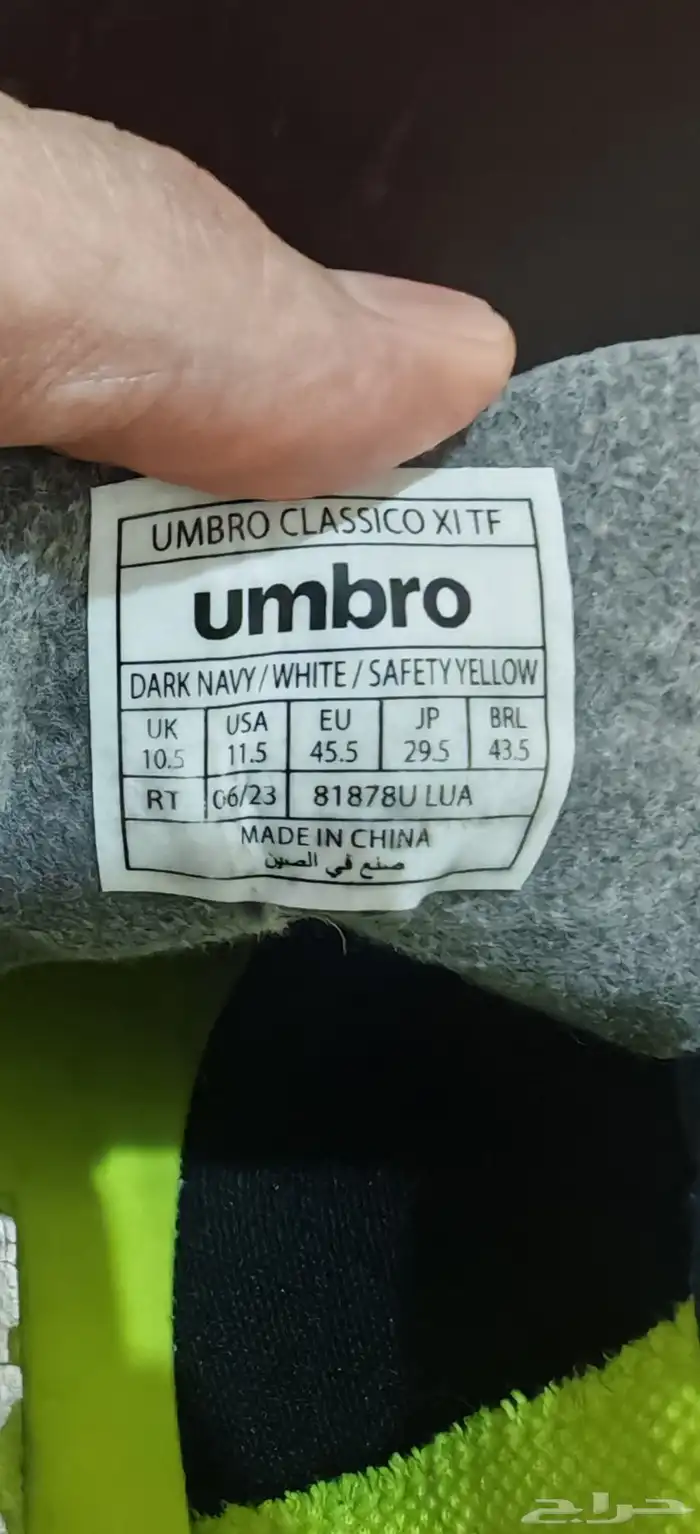 UMBRO CLASSICO XI TF
umbro
DARK NAVY / WHITE / SAFETY YELLOW
UK USA EU JP BRL
10.5 11.5 45.5 29.5 43.5
RT 06/23 81878U LUA
MADE IN CHINA
صنع في الصين
حراج